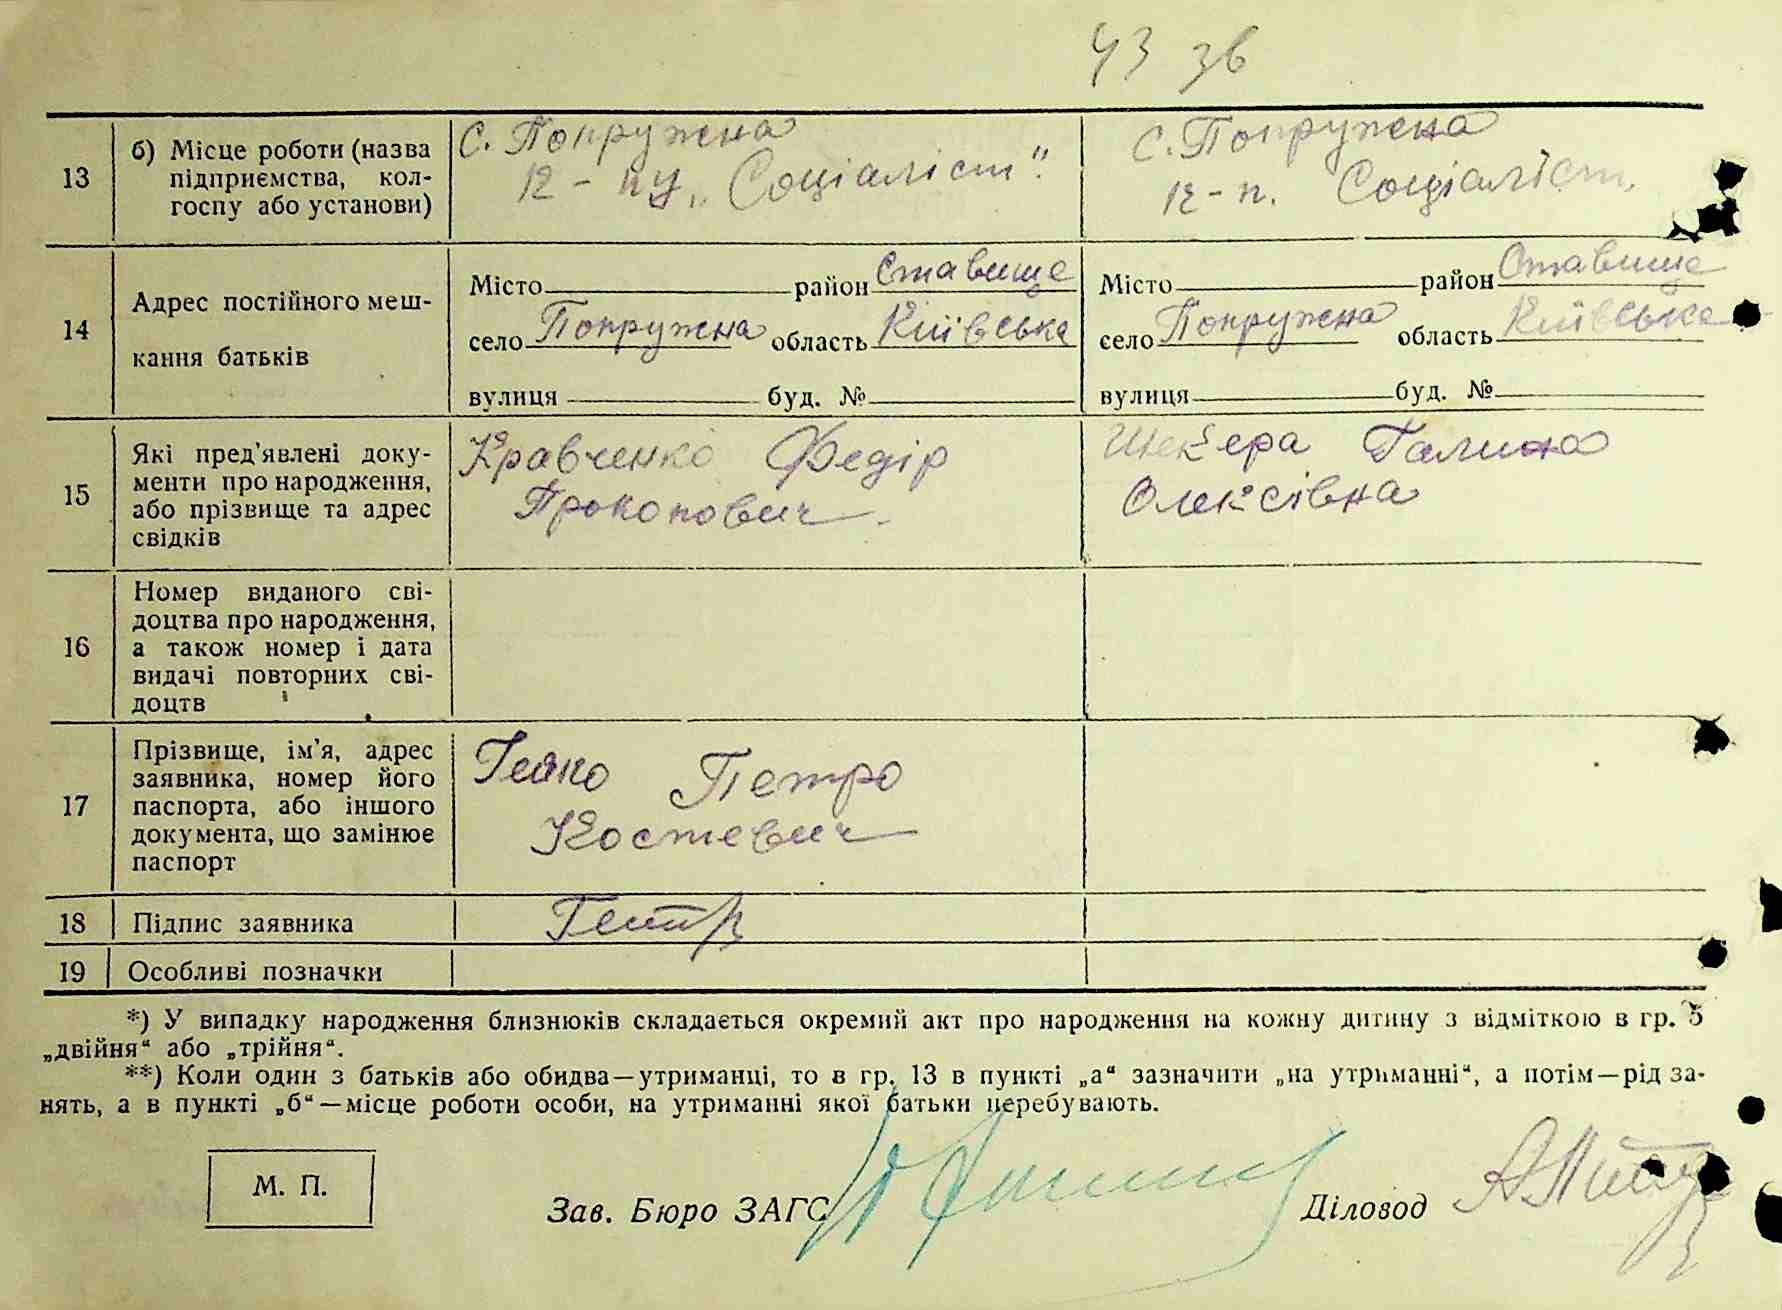 43 зв
13 б) Місце роботи (назва підприємства, кол-госпу або установи)
с. Попружна
к-пу „Соціаліст".
с. Попружна
к-п. Соціаліст.
14 Адрес постійного меш-
кання батьків
Місто район Ставище
село Попружна область Київська
вулиця буд. №
Місто район Ставище
село Попружна область Київська
вулиця буд. №
15 Які пред'явлені доку-
менти про народження,
або прізвище та адрес
свідків
Кравченко Федір
Прокопович
Шекера Галина
Олексівна
16 Номер виданого сві-
доцтва про народження,
а також номер і дата
видачі повторних сві-
доцтв
17 Прізвище, ім'я, адрес
заявника, номер його
паспорта, або іншого
документа, що замінює
паспорт
Петро
Костевич
18 Підпис заявника
19 Особливі позначки
*) У випадку народження близнюків складається окремий акт про народження на кожну дитину з відміткою в гр. 5
„двійня“ або „трійня“.
**) Коли один з батьків або обидва—утриманці, то в гр. 13 в пункті „а“ зазначити „на утриманні“, а потім—рід за-
нять, а в пункті „б“—місце роботи особи, на утриманні якої батьки перебувають.
М. П.
Зав. Бюро ЗАГС
Діловод